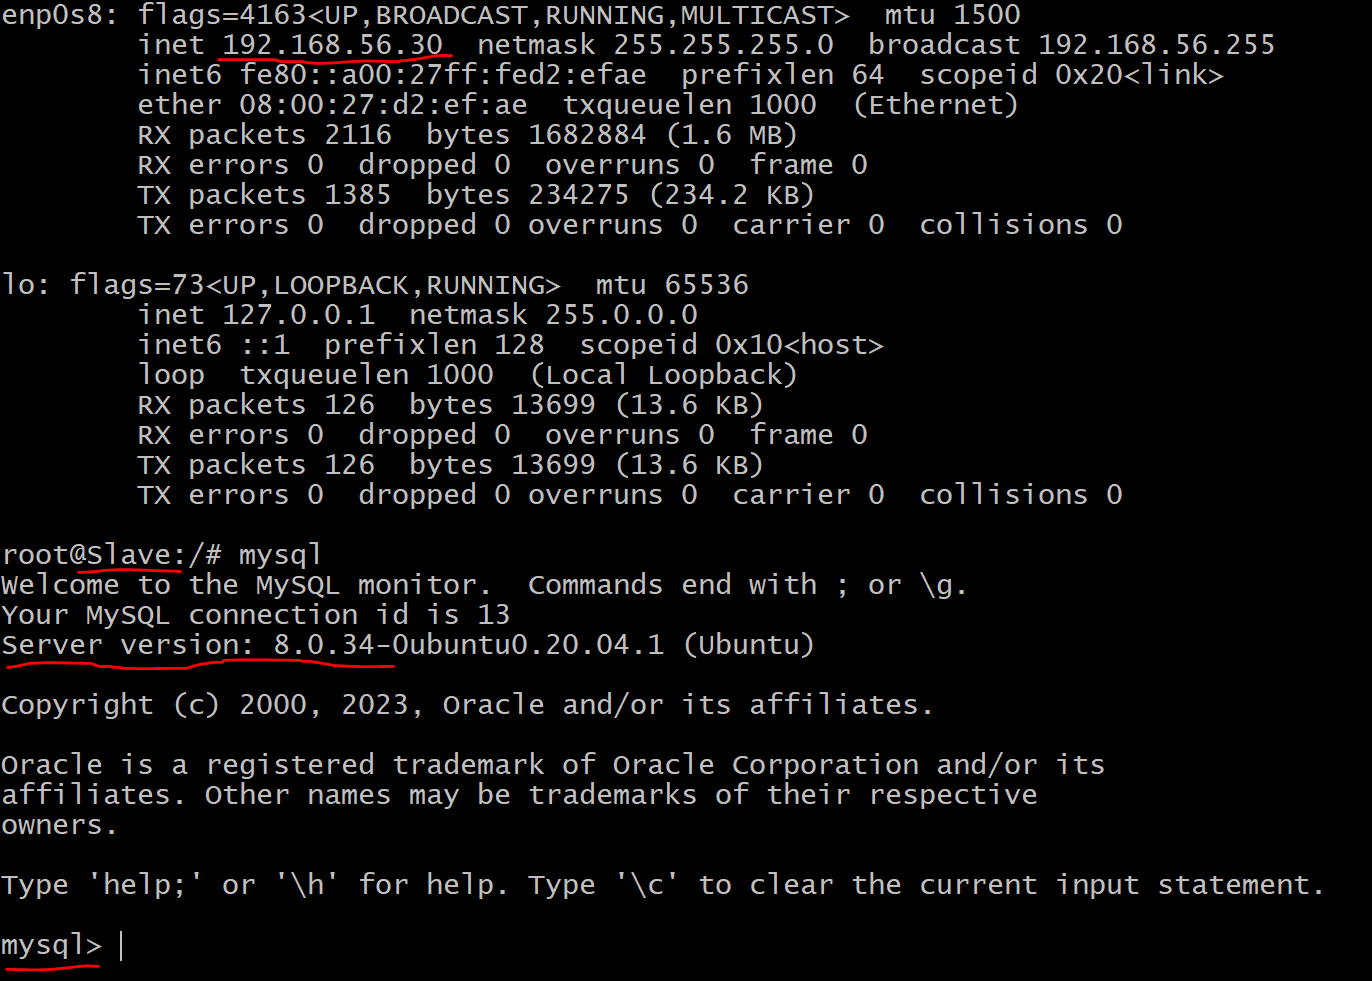 enp0s8: flags=4163<UP,BROADCAST,RUNNING,MULTICAST>  mtu 1500
        inet 192.168.56.30  netmask 255.255.255.0  broadcast 192.168.56.255
        inet6 fe80::a00:27ff:fed2:efae  prefixlen 64  scopeid 0x20<link>
        ether 08:00:27:d2:ef:ae  txqueuelen 1000  (Ethernet)
        RX packets 2116  bytes 1682884 (1.6 MB)
        RX errors 0  dropped 0  overruns 0  frame 0
        TX packets 1385  bytes 234275 (234.2 KB)
        TX errors 0  dropped 0 overruns 0  carrier 0  collisions 0

lo: flags=73<UP,LOOPBACK,RUNNING>  mtu 65536
        inet 127.0.0.1  netmask 255.0.0.0
        inet6 ::1  prefixlen 128  scopeid 0x10<host>
        loop  txqueuelen 1000  (Local Loopback)
        RX packets 126  bytes 13699 (13.6 KB)
        RX errors 0  dropped 0  overruns 0  frame 0
        TX packets 126  bytes 13699 (13.6 KB)
        TX errors 0  dropped 0 overruns 0  carrier 0  collisions 0

root@Slave:/# mysql
Welcome to the MySQL monitor.  Commands end with ; or \g.
Your MySQL connection id is 13
Server version: 8.0.34-0ubuntu0.20.04.1 (Ubuntu)

Copyright (c) 2000, 2023, Oracle and/or its affiliates.

Oracle is a registered trademark of Oracle Corporation and/or its
affiliates. Other names may be trademarks of their respective
owners.

Type 'help;' or '\h' for help. Type '\c' to clear the current input statement.

mysql>